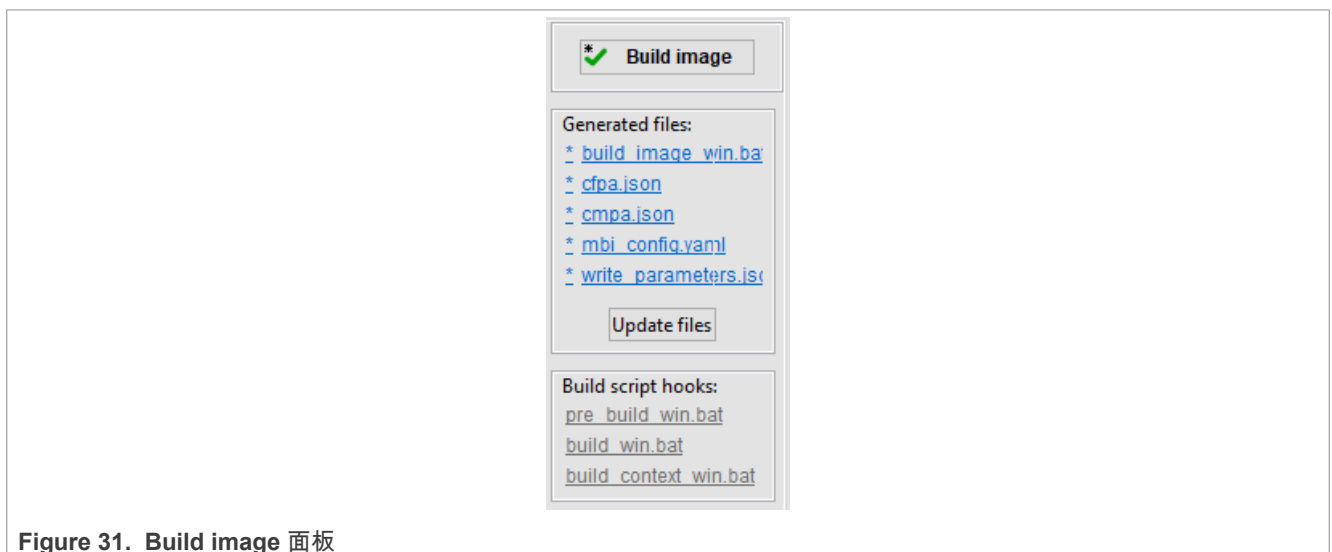 * Build image
Generated files:
* build_image_win.ba
* cfpa.json
* cmpa.json
* mbi_config.yaml
* write_parameters.js
Update files
Build script hooks:
pre_build_win.bat
build_win.bat
build_context_win.bat
Figure 31. Build image 面板